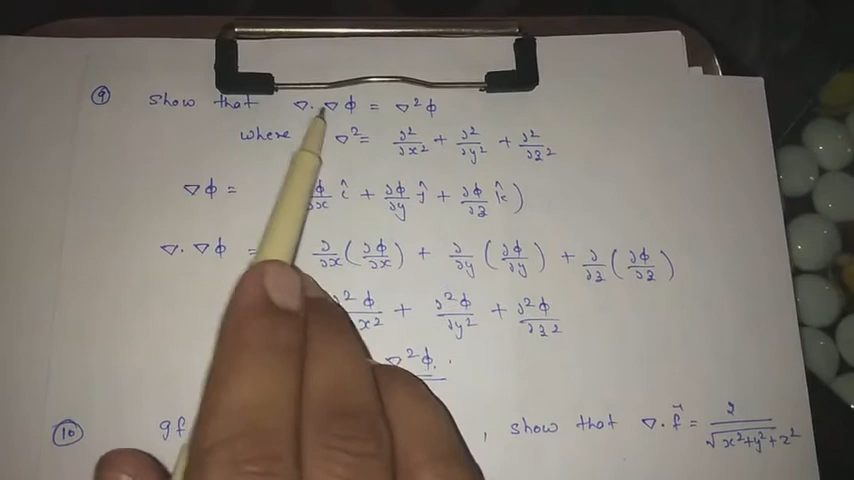 ⑨ Show that ∇·∇ϕ = ∇²ϕ
where ∇² = ∂²/∂x² + ∂²/∂y² + ∂²/∂z²
∇ϕ = ϕ/∂x î + ∂ϕ/∂y ĵ + ∂ϕ/∂z k̂)
∇·∇ϕ = ∂/∂x (∂ϕ/∂x) + ∂/∂y (∂ϕ/∂y) + ∂/∂z (∂ϕ/∂z)
∂²ϕ/∂x² + ∂²ϕ/∂y² + ∂²ϕ/∂z²
∇²ϕ.
⑩ gf , show that ∇·f⃗ = 2/√x²+y²+z²